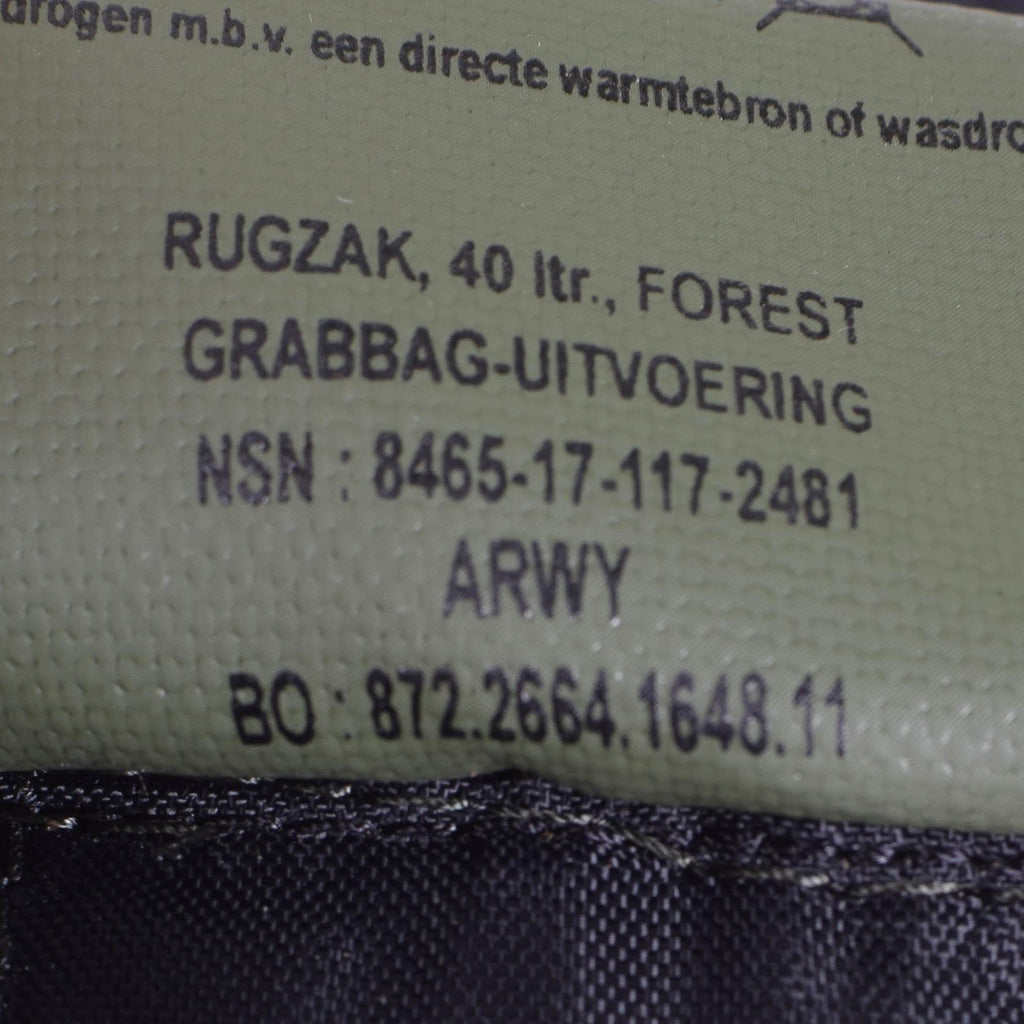 drogen m.b.v. een directe warmtebron of wasdro
RUGZAK, 40 ltr., FOREST
GRABBAG-UITVOERING
NSN : 8465-17-117-2481
ARWY
BO : 872.2664.1648.11